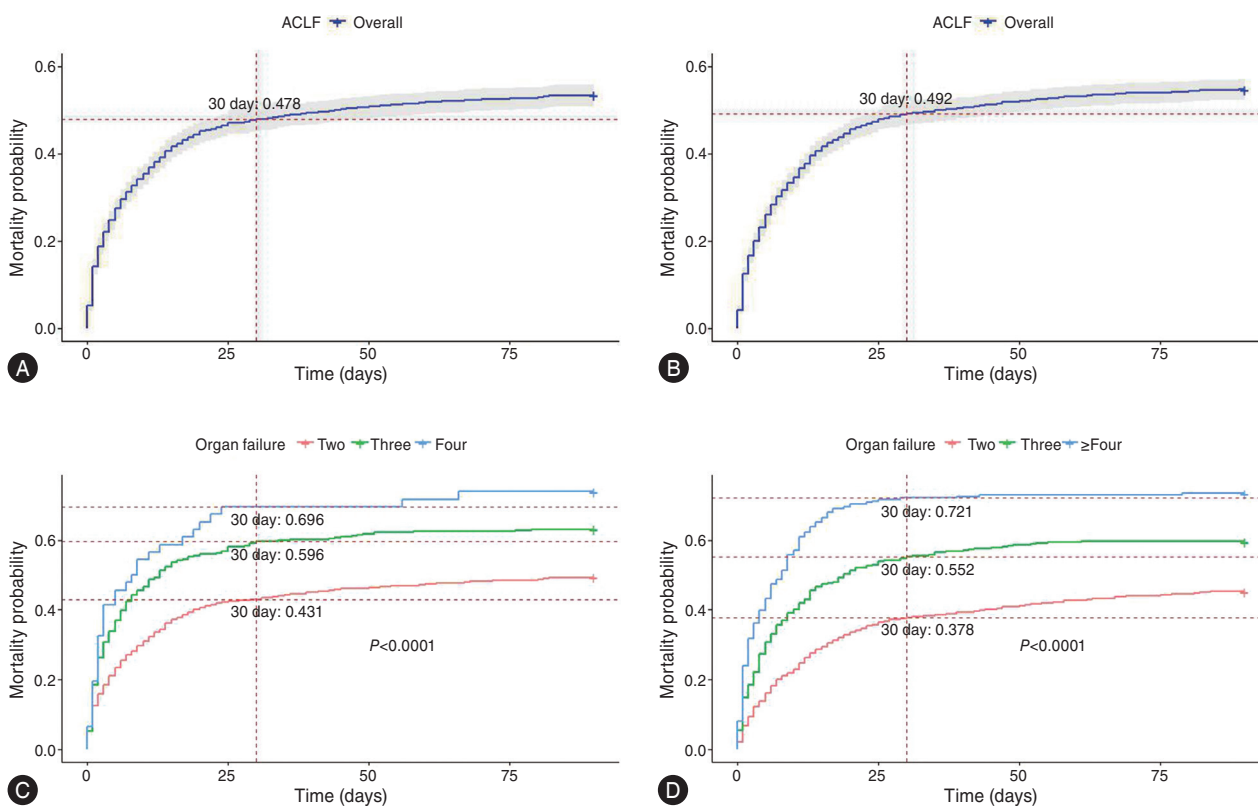 ACLF Overall
0.6
0.4
0.2
0.0
Mortality probability
30 day: 0.478
0 25 50 75
Time (days)
A
ACLF Overall
0.6
0.4
0.2
0.0
Mortality probability
30 day: 0.492
0 25 50 75
Time (days)
B
Organ failure Two Three Four
0.6
0.4
0.2
0.0
Mortality probability
30 day: 0.696
30 day: 0.596
30 day: 0.431
P<0.0001
0 25 50 75
Time (days)
C
Organ failure Two Three ≥Four
0.6
0.4
0.2
0.0
Mortality probability
30 day: 0.721
30 day: 0.552
30 day: 0.378
P<0.0001
0 25 50 75
Time (days)
D